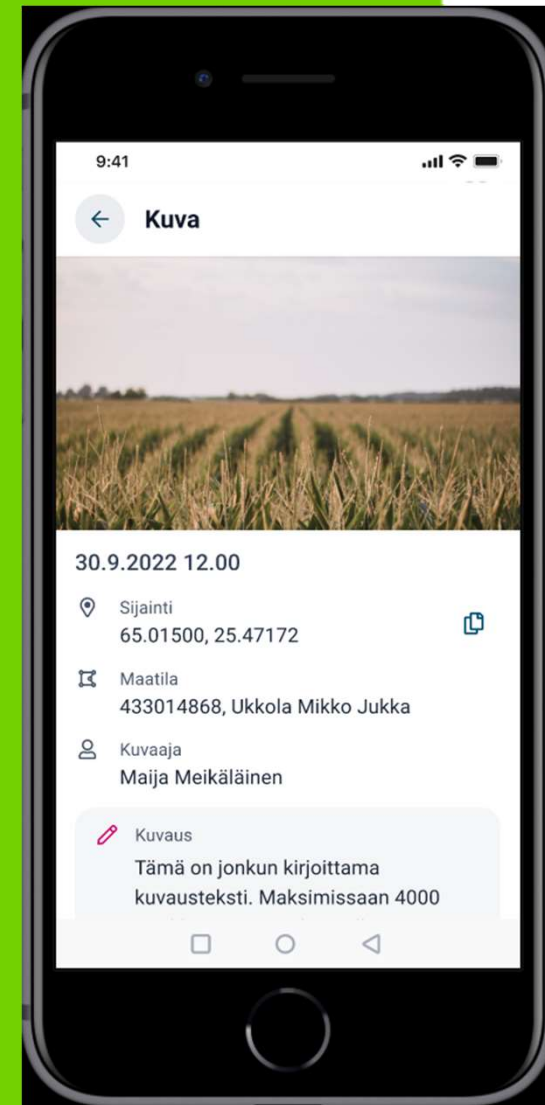 9:41
Kuva
30.9.2022 12.00
Sijainti
65.01500, 25.47172
Maatila
433014868, Ukkola Mikko Jukka
Kuvaaja
Maija Meikäläinen
Kuvaus
Tämä on jonkun kirjoittama
kuvausteksti. Maksimissaan 4000